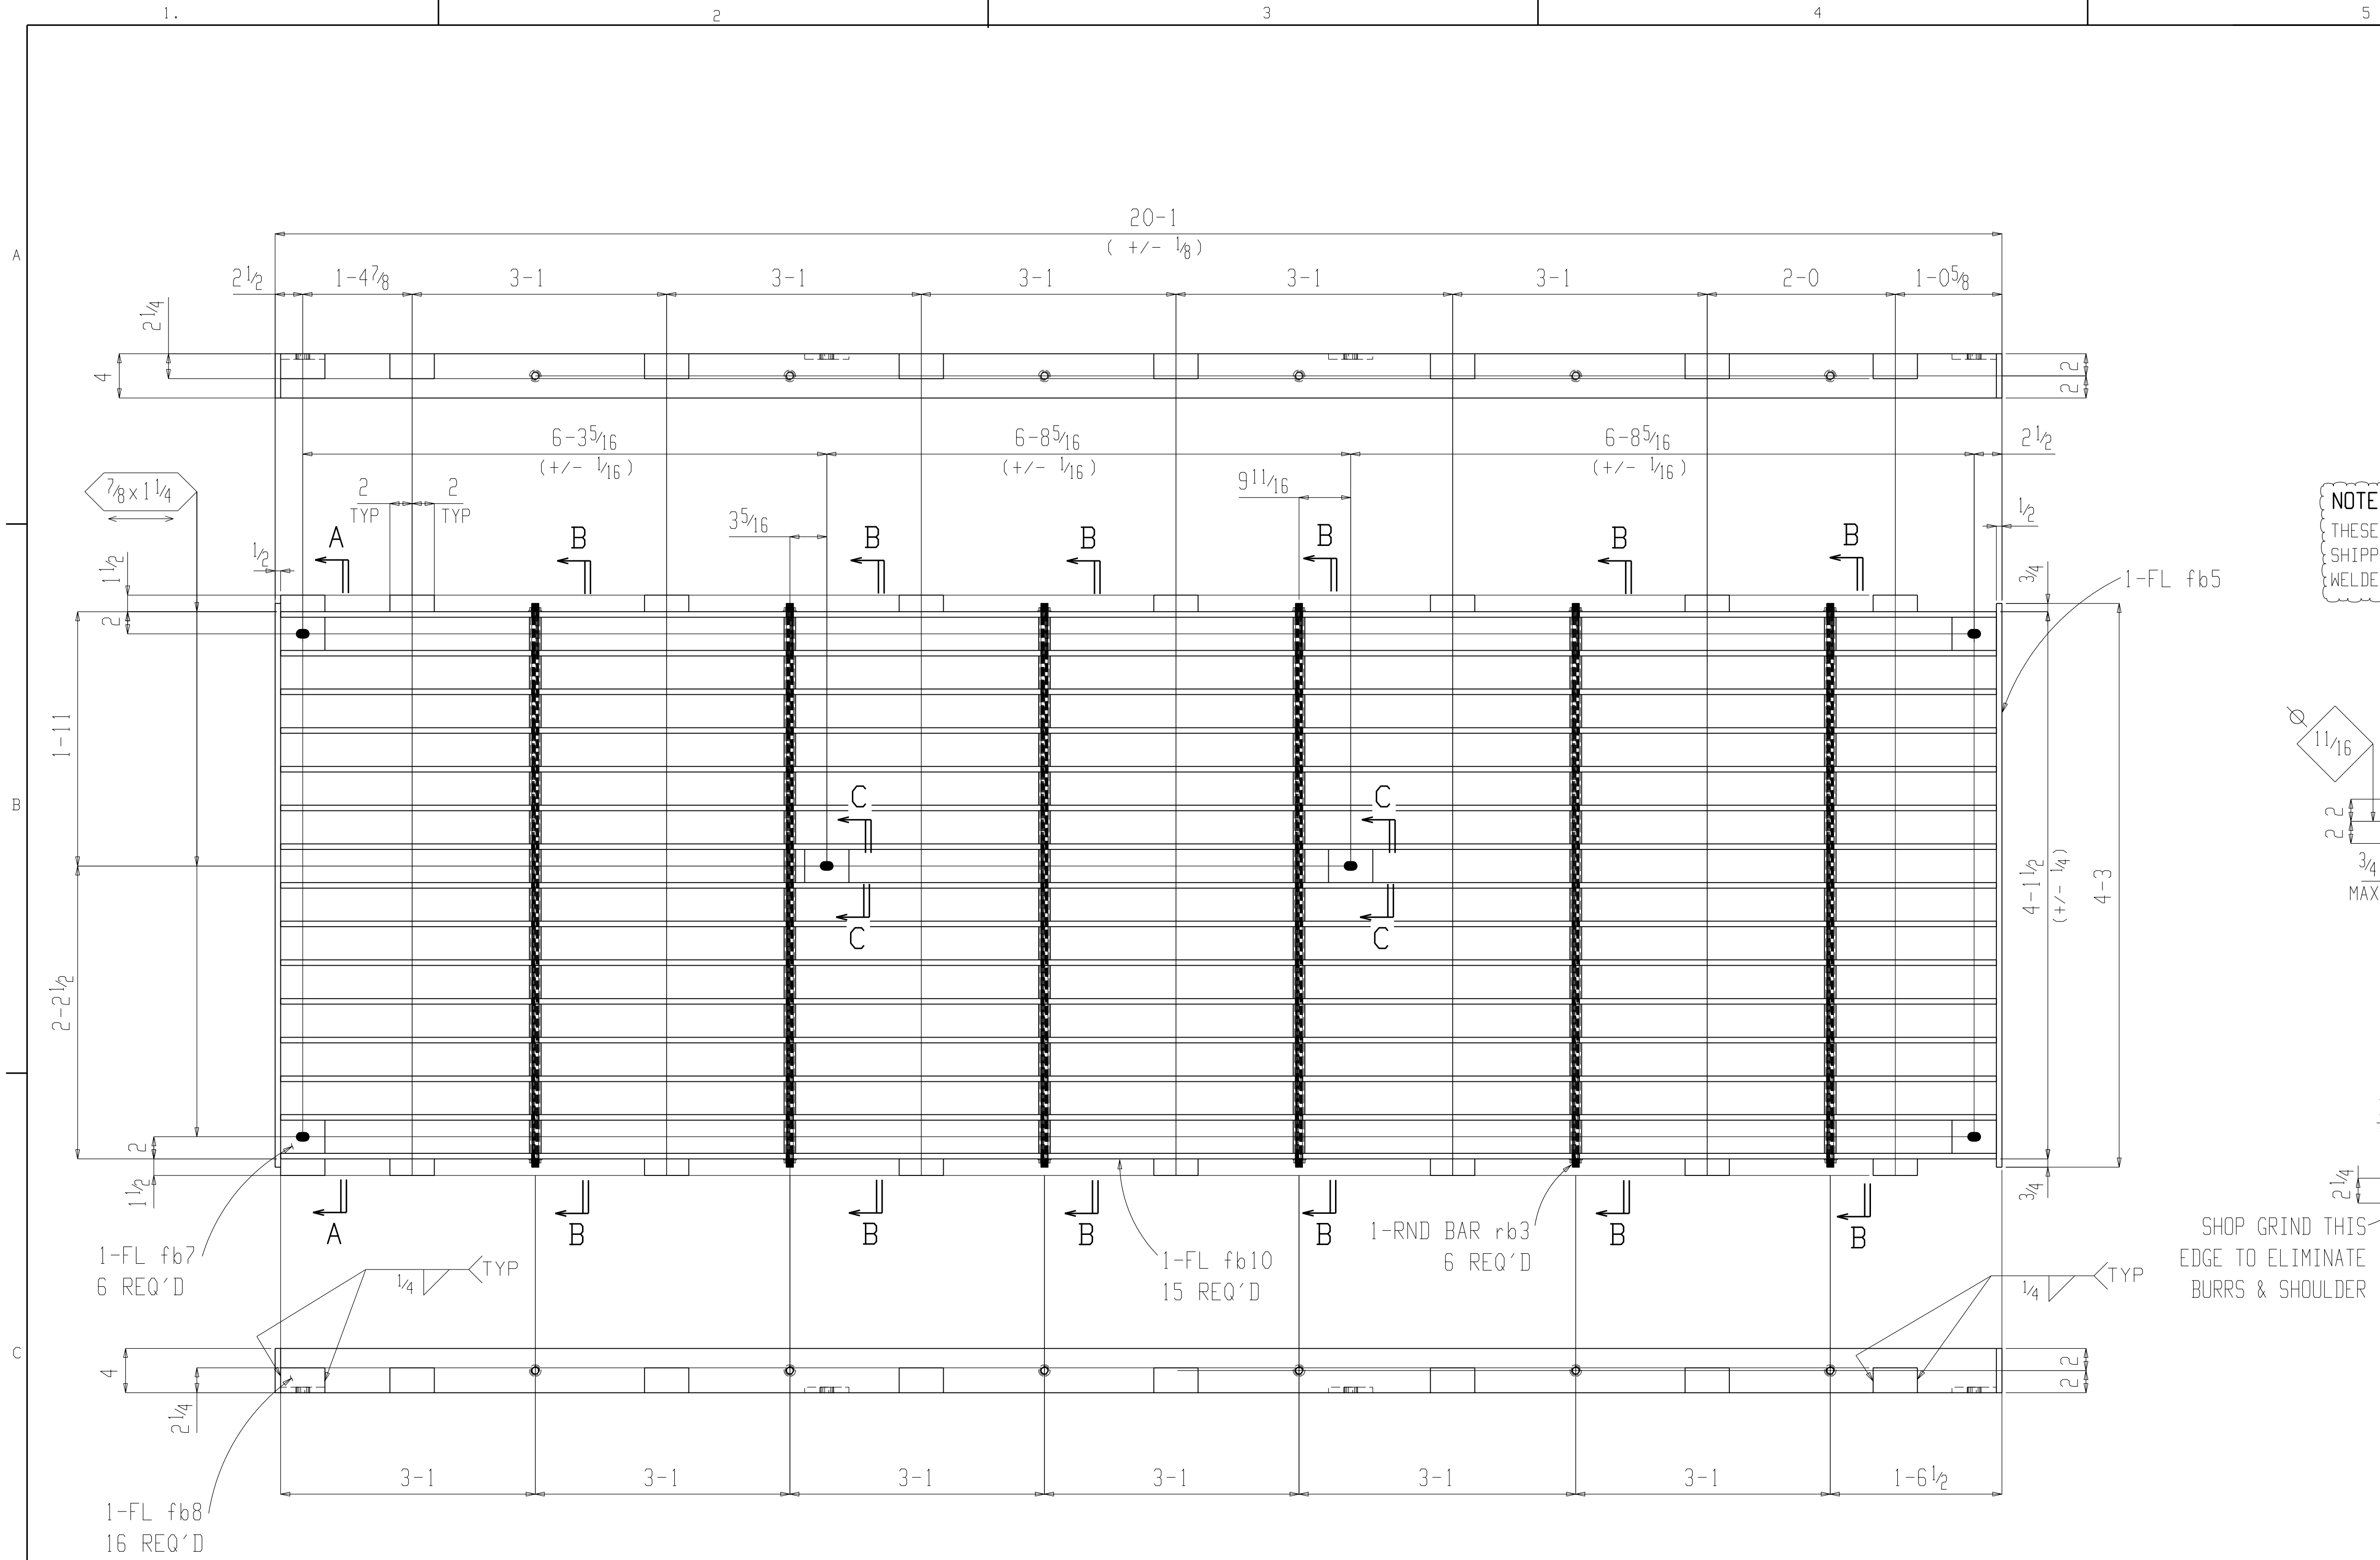 1.
2
3
4
5
A
B
C
20-1
( +/- 1/8 )
2 1/2
1-4 7/8
3-1
3-1
3-1
3-1
3-1
2-0
1-0 5/8
2 1/4
4
2
2
6-3 5/16
(+/- 1/16 )
6-8 5/16
(+/- 1/16 )
6-8 5/16
(+/- 1/16 )
2 1/2
7/8 x 1 1/4
2
TYP
2
TYP
3 5/16
9 11/16
1/2
1/2
1 1/2
2
A
B
B
B
B
B
B
3/4
1-FL fb5
NOTE
THESE
SHIPP
WELDE
1-11
Ø
11/16
C
C
2
2
3/4
MAX
4-1 1/2
(+/- 1/4)
4-3
C
C
2-2 1/2
2
1 1/2
3/4
2 1/4
A
B
B
B
B
B
B
1-FL fb7
6 REQ'D
1/4
TYP
1-FL fb10
15 REQ'D
1-RND BAR rb3
6 REQ'D
SHOP GRIND THIS
EDGE TO ELIMINATE
BURRS & SHOULDER
1/4
TYP
4
2 1/4
2
2
3-1
3-1
3-1
3-1
3-1
3-1
1-6 1/2
1-FL fb8
16 REQ'D